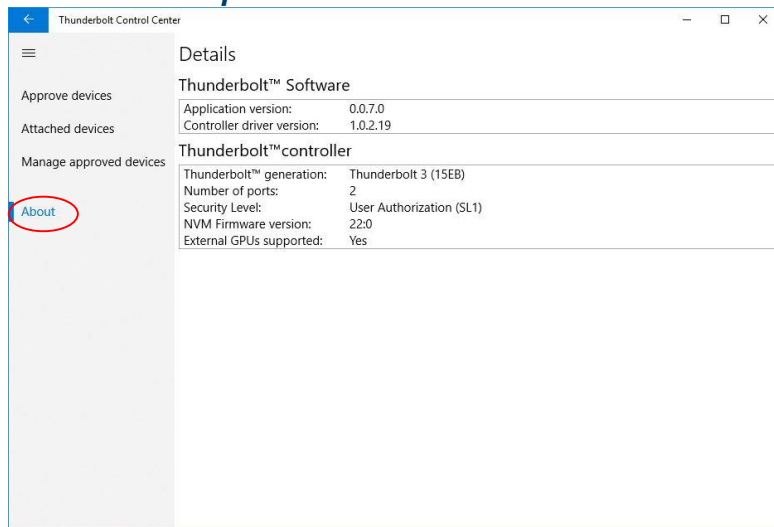 Thunderbolt Control Center
Details
Thunderbolt™ Software
Application version: 0.0.7.0
Controller driver version: 1.0.2.19
Thunderbolt™controller
Thunderbolt™ generation: Thunderbolt 3 (15EB)
Number of ports: 2
Security Level: User Authorization (SL1)
NVM Firmware version: 22:0
External GPUs supported: Yes
Approve devices
Attached devices
Manage approved devices
About